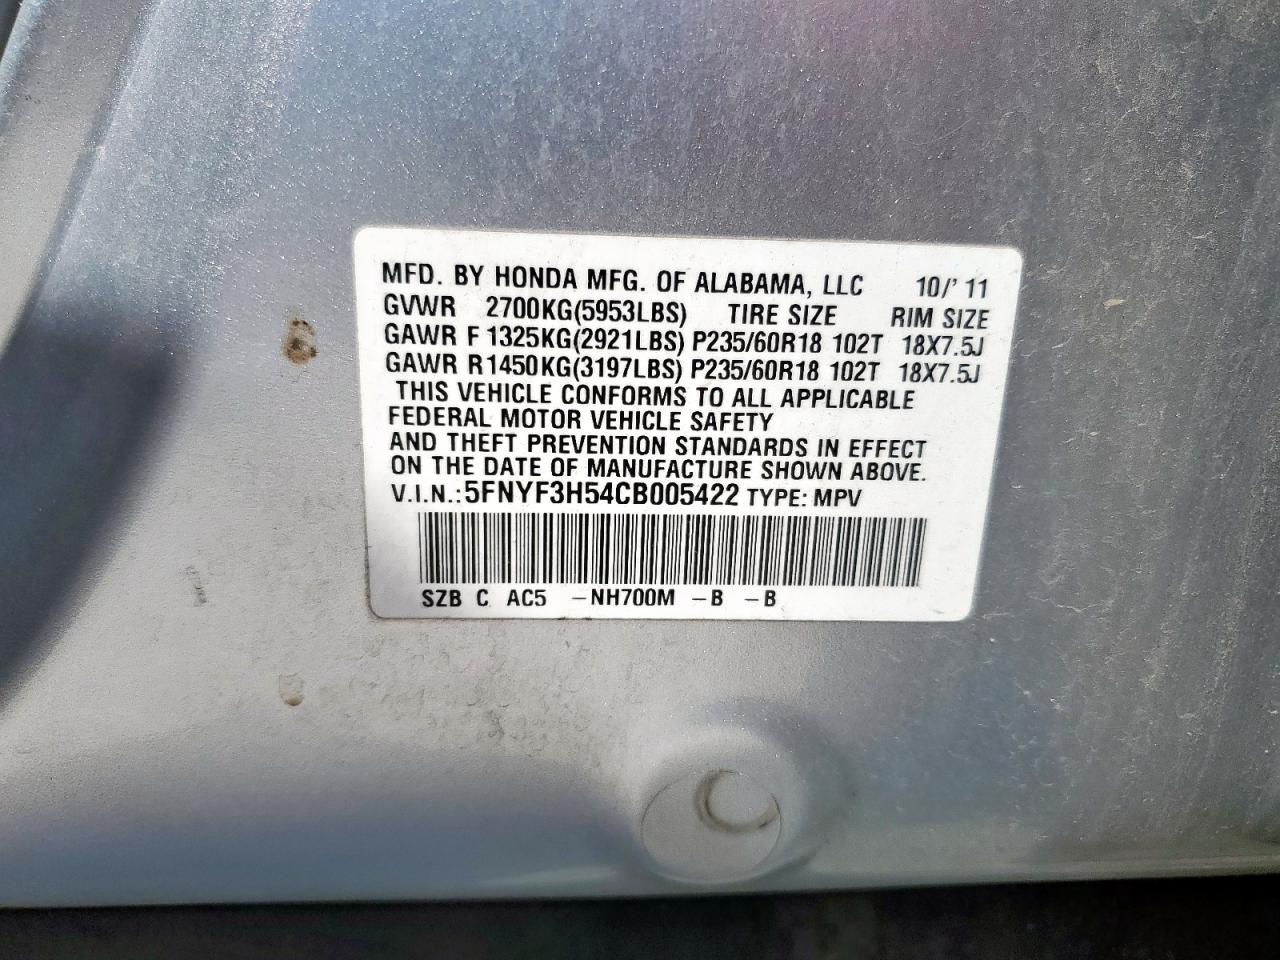 MFD. BY HONDA MFG. OF ALABAMA, LLC 10/'11
GVWR 2700KG(5953LBS) TIRE SIZE RIM SIZE
GAWR F 1325KG(2921LBS) P235/60R18 102T 18X7.5J
GAWR R1450KG(3197LBS) P235/60R18 102T 18X7.5J
THIS VEHICLE CONFORMS TO ALL APPLICABLE
FEDERAL MOTOR VEHICLE SAFETY
AND THEFT PREVENTION STANDARDS IN EFFECT
ON THE DATE OF MANUFACTURE SHOWN ABOVE.
V.I.N.:5FNYF3H54CB005422 TYPE: MPV
SZB C AC5 -NH700M -B -B